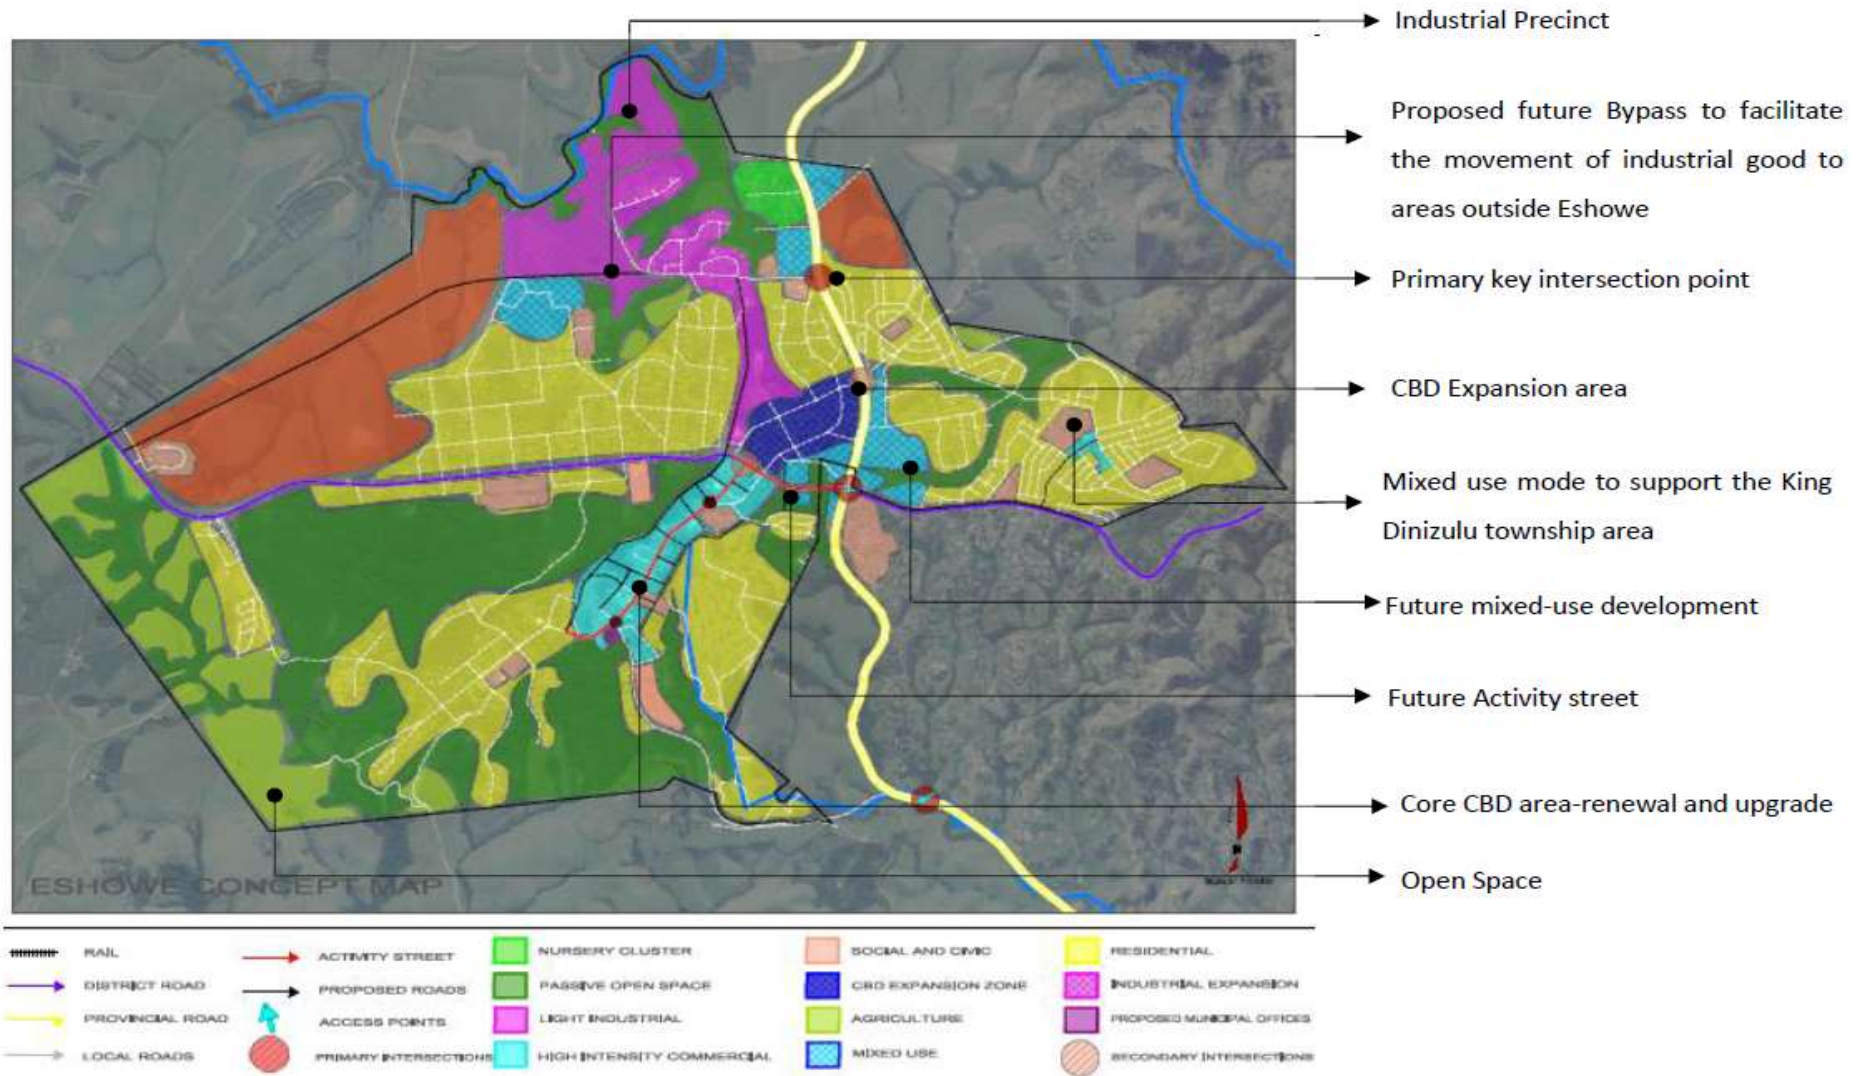 Industrial Precinct
Proposed future Bypass to facilitate
the movement of industrial good to
areas outside Eshowe
Primary key intersection point
CBD Expansion area
Mixed use mode to support the King
Dinizulu township area
Future mixed-use development
Future Activity street
Core CBD area-renewal and upgrade
Open Space
ESHOWE CONCEPT MAP
RAIL
DISTRICT ROAD
PROVINCIAL ROAD
LOCAL ROADS
ACTIVITY STREET
PROPOSED ROADS
ACCESS POINTS
PRIMARY INTERSECTIONS
NURSERY CLUSTER
PASSIVE OPEN SPACE
LIGHT INDUSTRIAL
HIGH INTENSITY COMMERCIAL
SOCIAL AND CIVIC
CBD EXPANSION ZONE
AGRICULTURE
MIXED USE
RESIDENTIAL
INDUSTRIAL EXPANSION
PROPOSED MUNICIPAL OFFICES
SECONDARY INTERSECTIONS